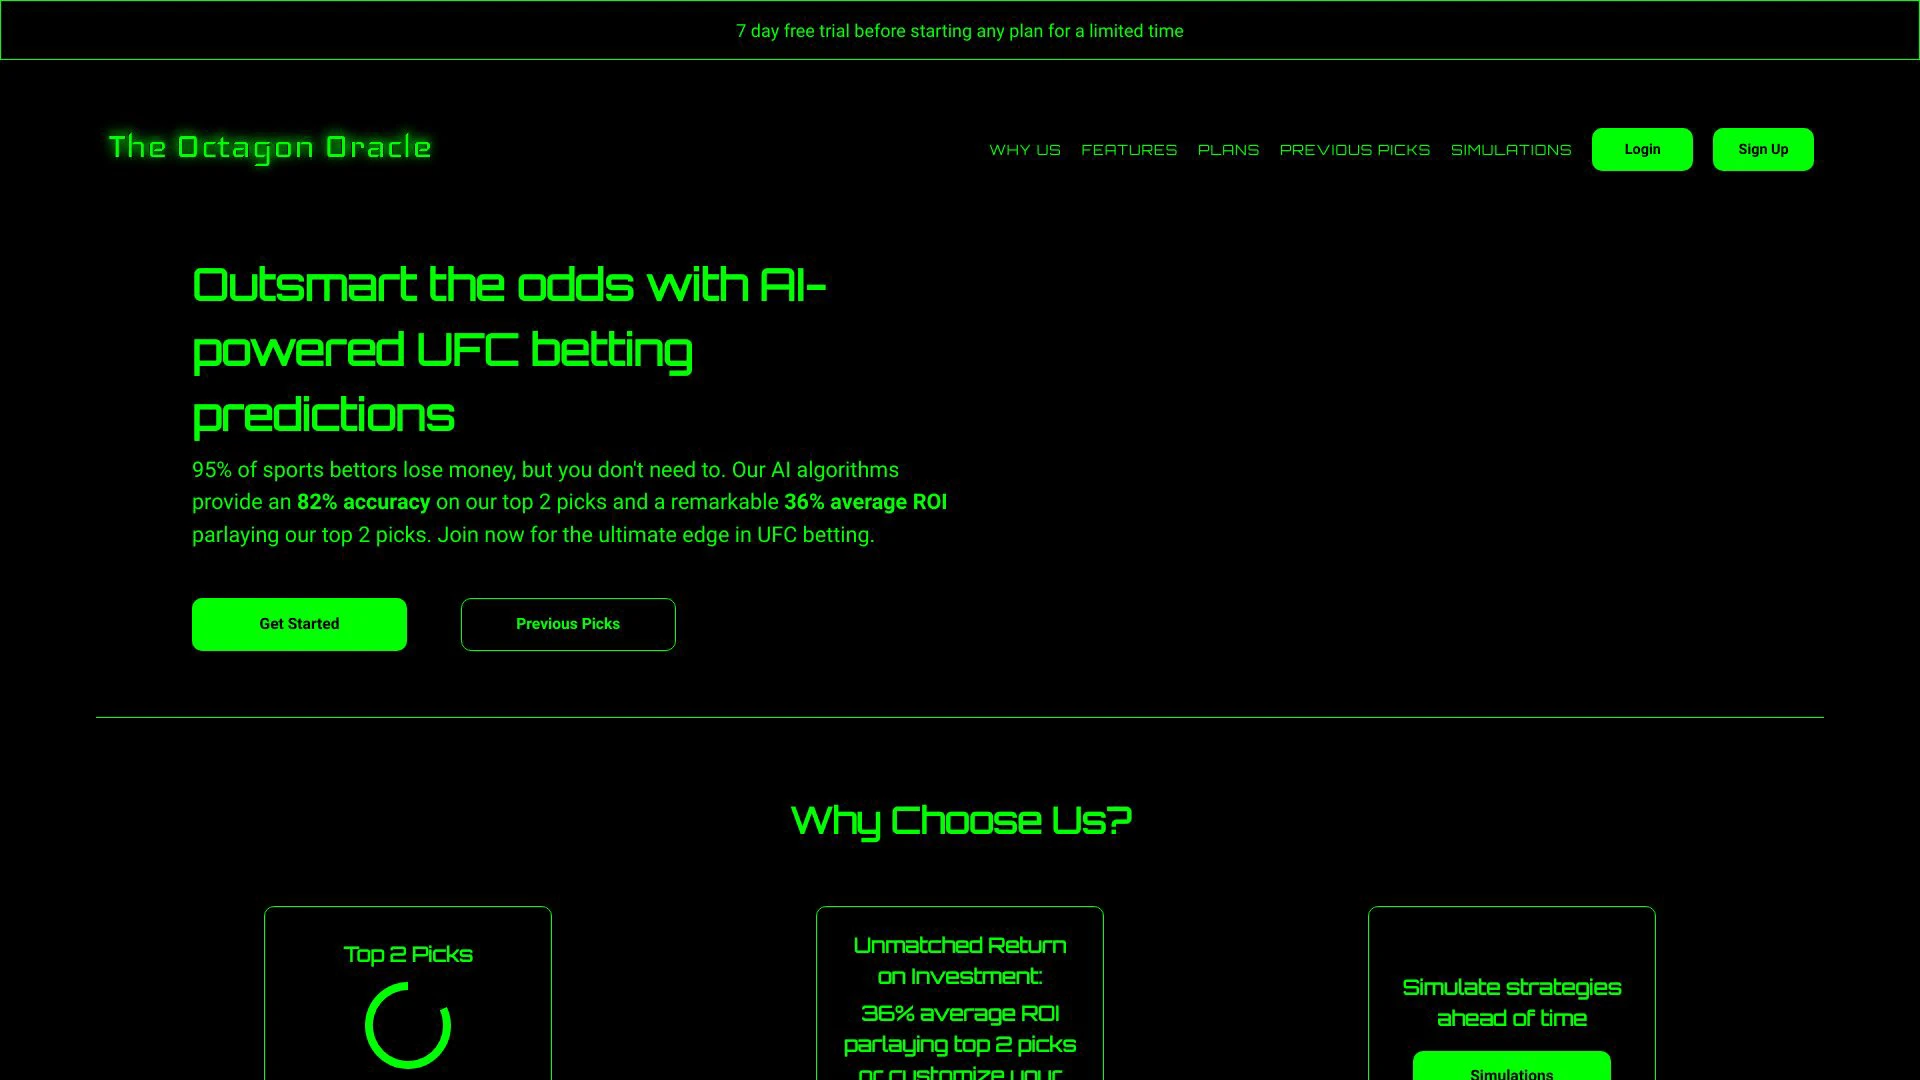 7 day free trial before starting any plan for a limited time
The Octagon Oracle
WHY US FEATURES PLANS PREVIOUS PICKS SIMULATIONS Login Sign Up
Outsmart the odds with AI-
powered UFC betting
predictions
95% of sports bettors lose money, but you don't need to. Our AI algorithms
provide an 82% accuracy on our top 2 picks and a remarkable 36% average ROI
parlaying our top 2 picks. Join now for the ultimate edge in UFC betting.
Get Started Previous Picks
Why Choose Us?
Top 2 Picks
Unmatched Return
on Investment:
36% average ROI
parlaying top 2 picks
or customize your
Simulate strategies
ahead of time
Simulations